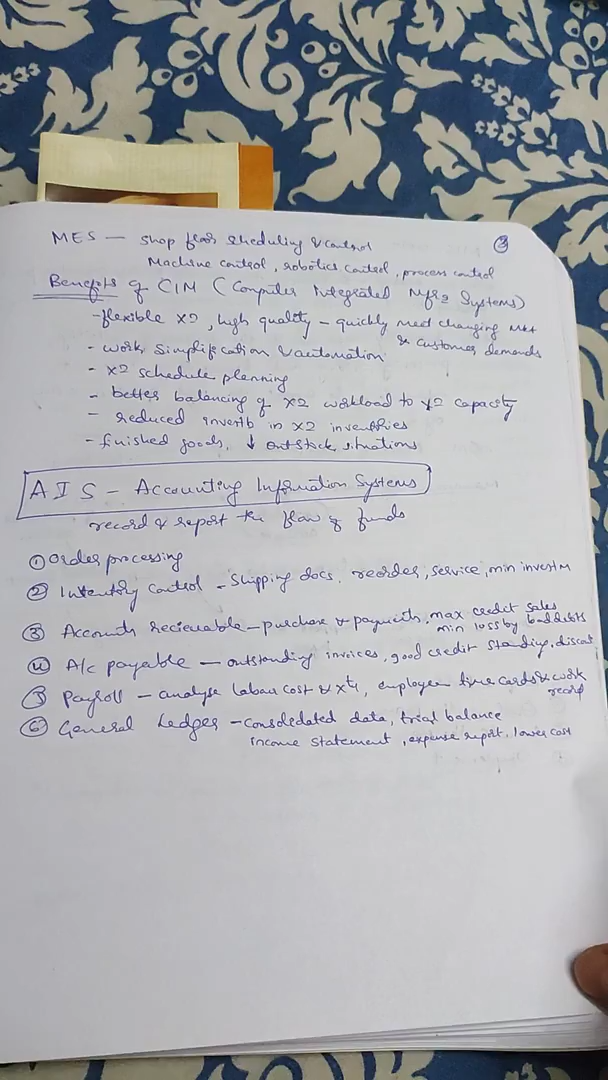 3
MES — Shop floor sheduling & control
Machine control, robotics control, process control
Benefits of CIM (Computer Integrated Mfr2 Systems)
- flexible x2, high quality - quickly meet changing mkt
& customer demands
- work simplification & automation
- x2 schedule planning
- better balancing of x2 workload to x2 capacity
- reduced investb in x2 inventories
- finished goods, ↓ outstock situations
AIS - Accounting Information Systems
record & report the flow of funds
① Order processing
② Inventory control - Shipping docs, reorder, service, min investm
③ Accounts recievable - purchase & payments, max credit sales
min loss by bad debts
④ A/c payable — outstanding invoices, good credit standing, discount
⑤ Payroll - analyse labour cost & employee time cards & work
record
⑥ General Ledger - consolidated data, trial balance
income statement, expense report, lower cost